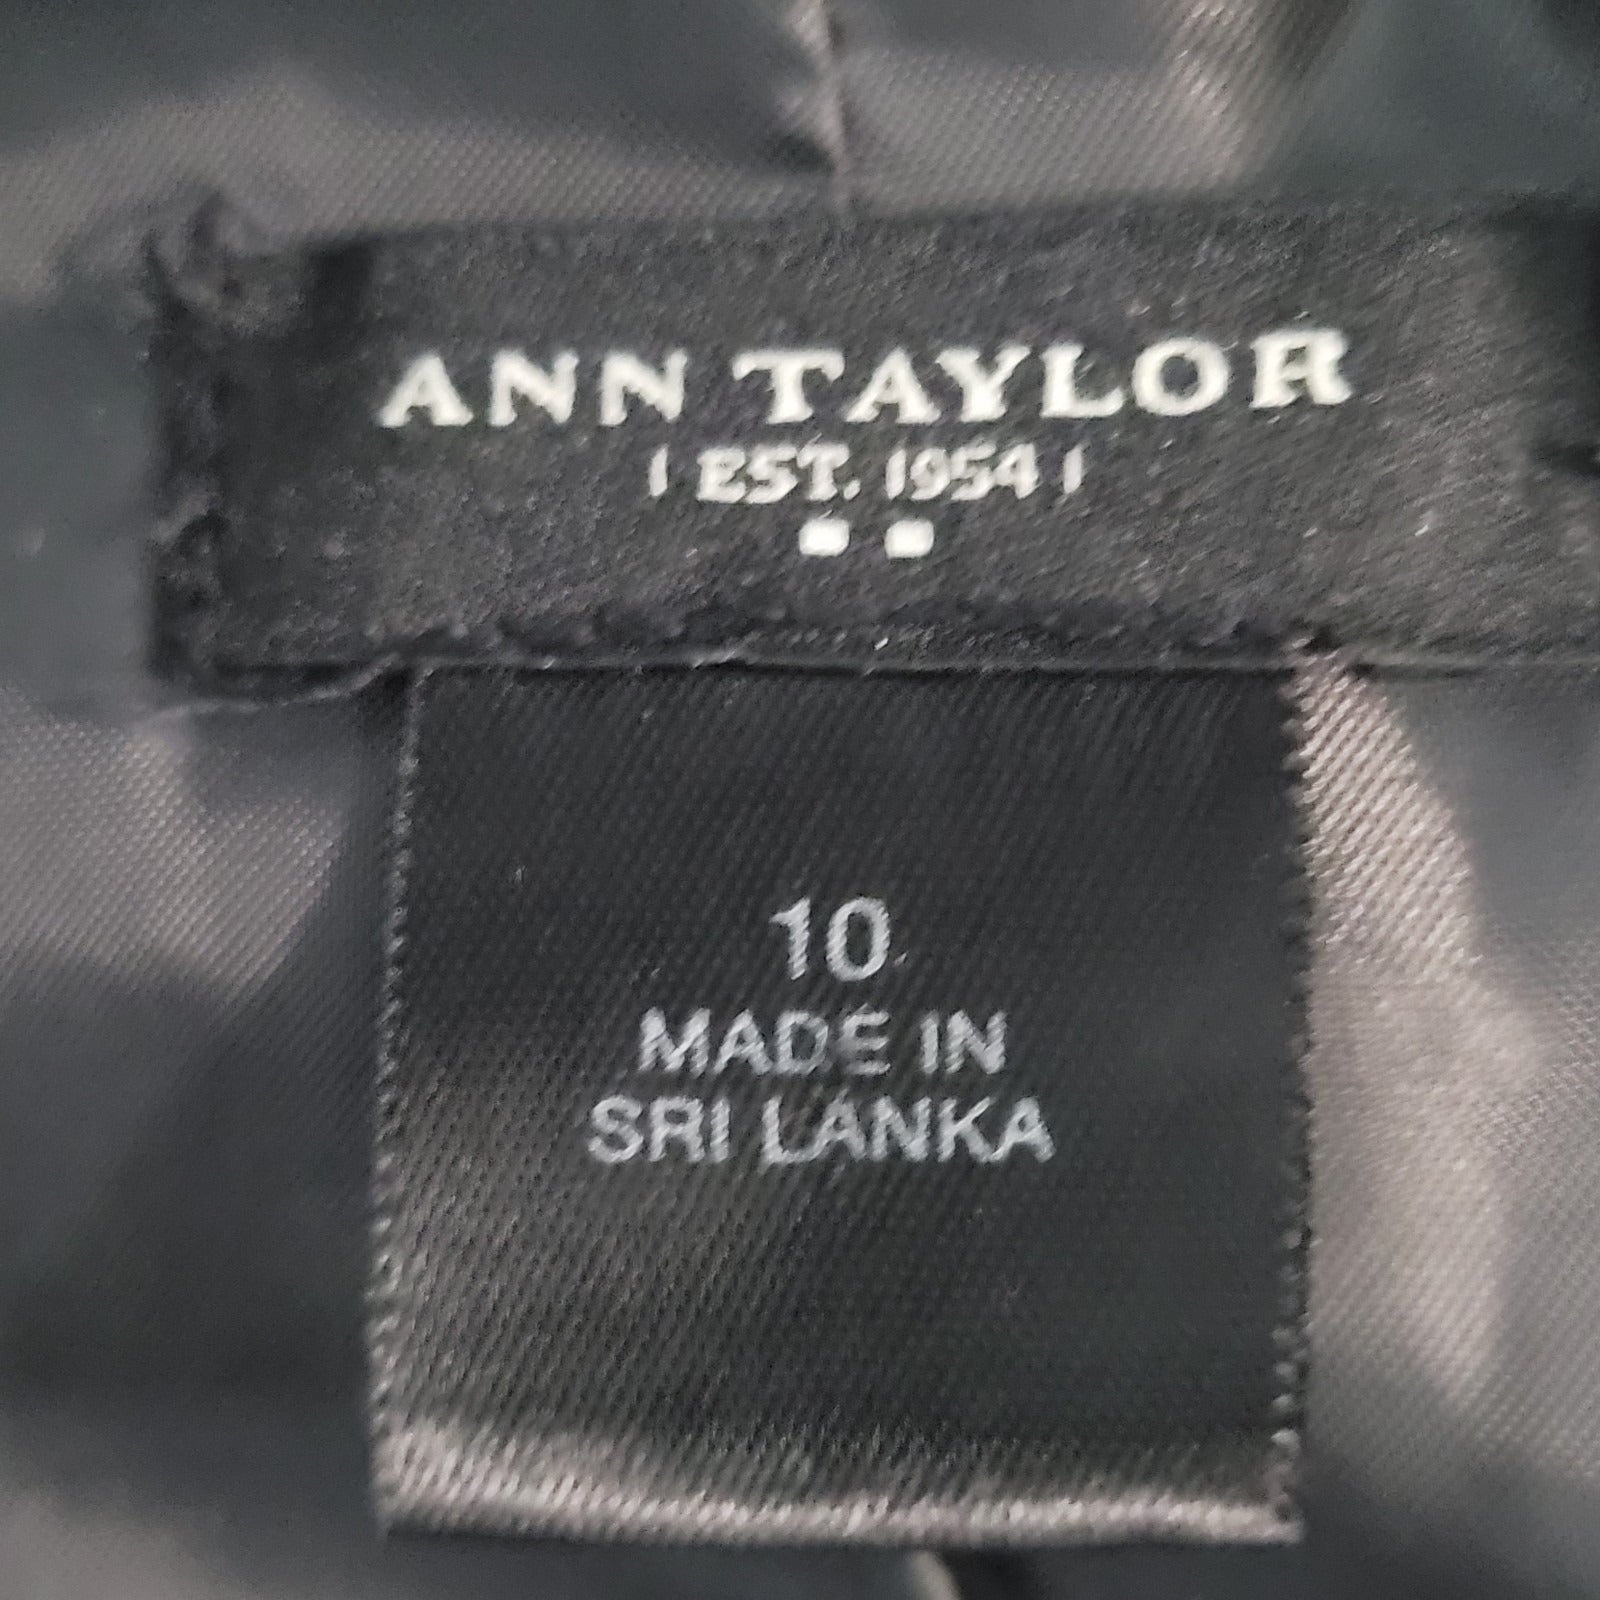 ANN TAYLOR
| EST. 1954 |
10
MADE IN
SRI LANKA